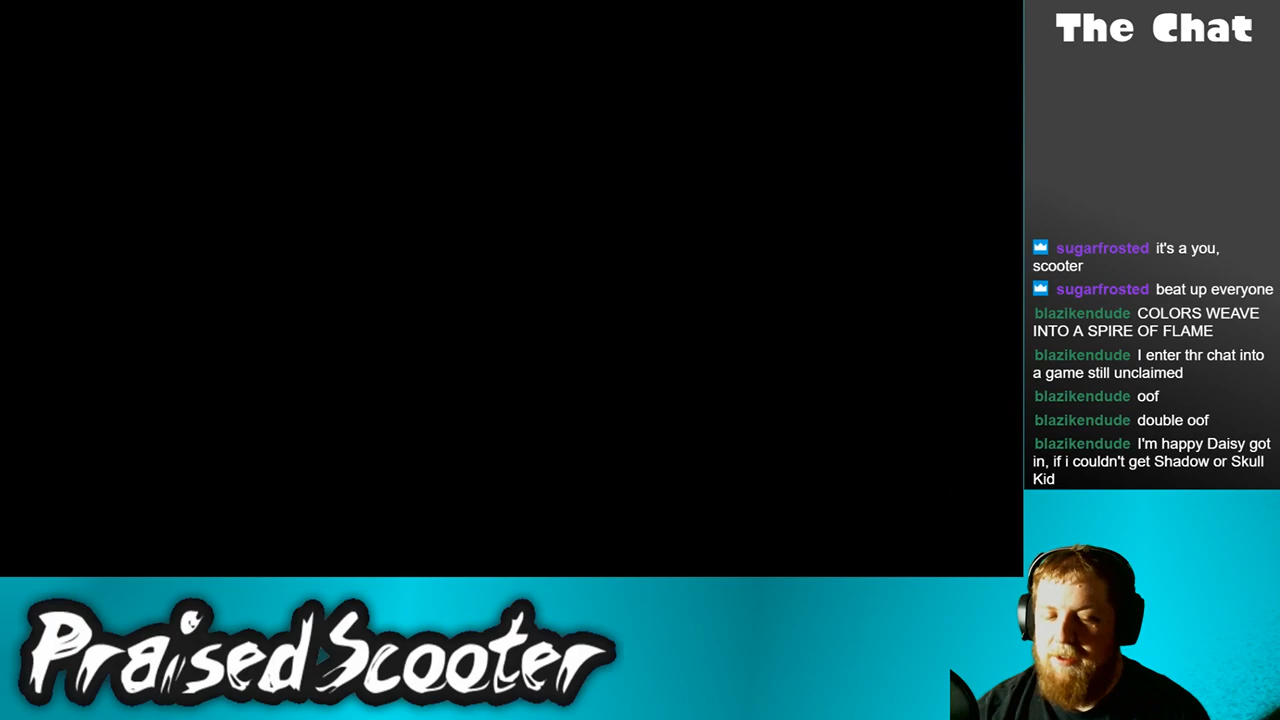 The Chat
sugarfrosted it's a you,
scooter
sugarfrosted beat up everyone
blazikendude COLORS WEAVE
INTO A SPIRE OF FLAME
blazikendude I enter thr chat into
a game still unclaimed
blazikendude oof
blazikendude double oof
blazikendude I'm happy Daisy got
in, if i couldn't get Shadow or Skull
Kid
Praised Scooter